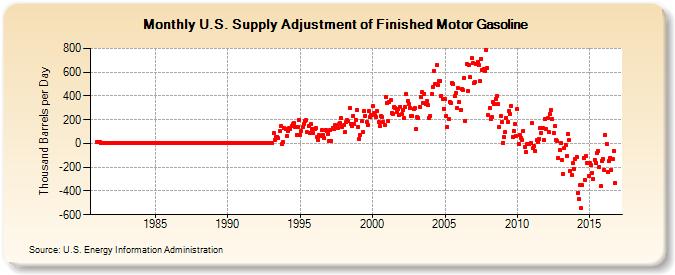 Monthly U.S. Supply Adjustment of Finished Motor Gasoline
Thousand Barrels per Day
800
600
400
200
0
-200
-400
-600
1985 1990 1995 2000 2005 2010 2015
Source: U.S. Energy Information Administration